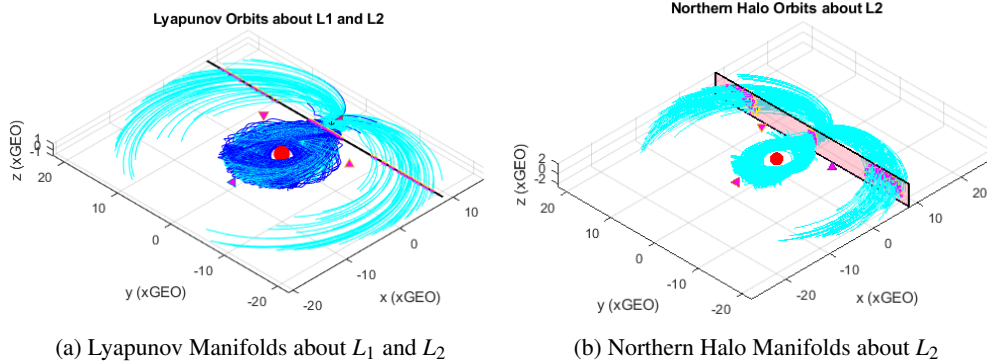 Lyapunov Orbits about L1 and L2
z (xGEO)
1
0
-1
20
10
0
-10
-20
y (xGEO)
-20
-10
0
10
x (xGEO)
Northern Halo Orbits about L2
z (xGEO)
2
0
-2
20
10
0
-10
-20
y (xGEO)
-20
-10
0
10
20
x (xGEO)
(a) Lyapunov Manifolds about L1 and L2
(b) Northern Halo Manifolds about L2